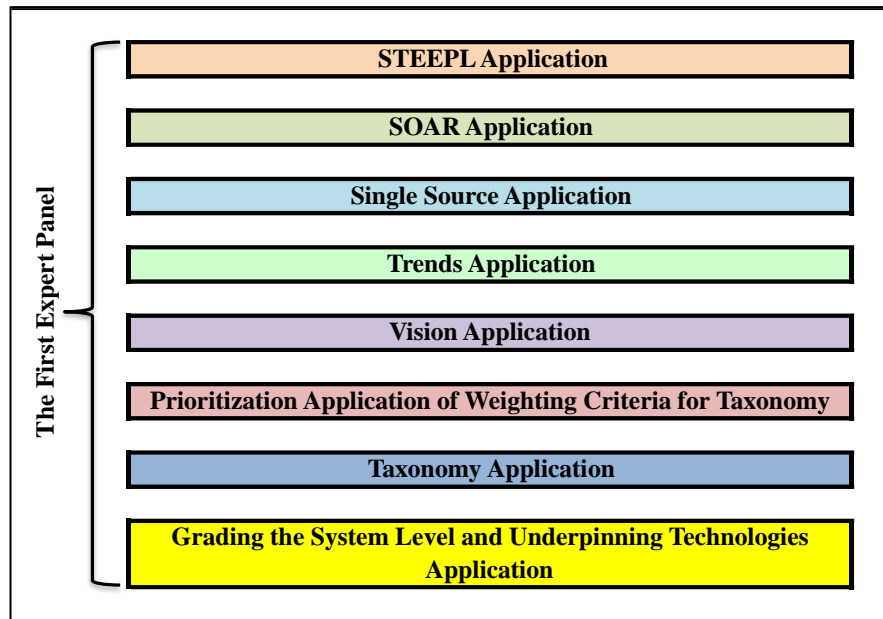 The First Expert Panel
STEEPL Application
SOAR Application
Single Source Application
Trends Application
Vision Application
Prioritization Application of Weighting Criteria for Taxonomy
Taxonomy Application
Grading the System Level and Underpinning Technologies
Application